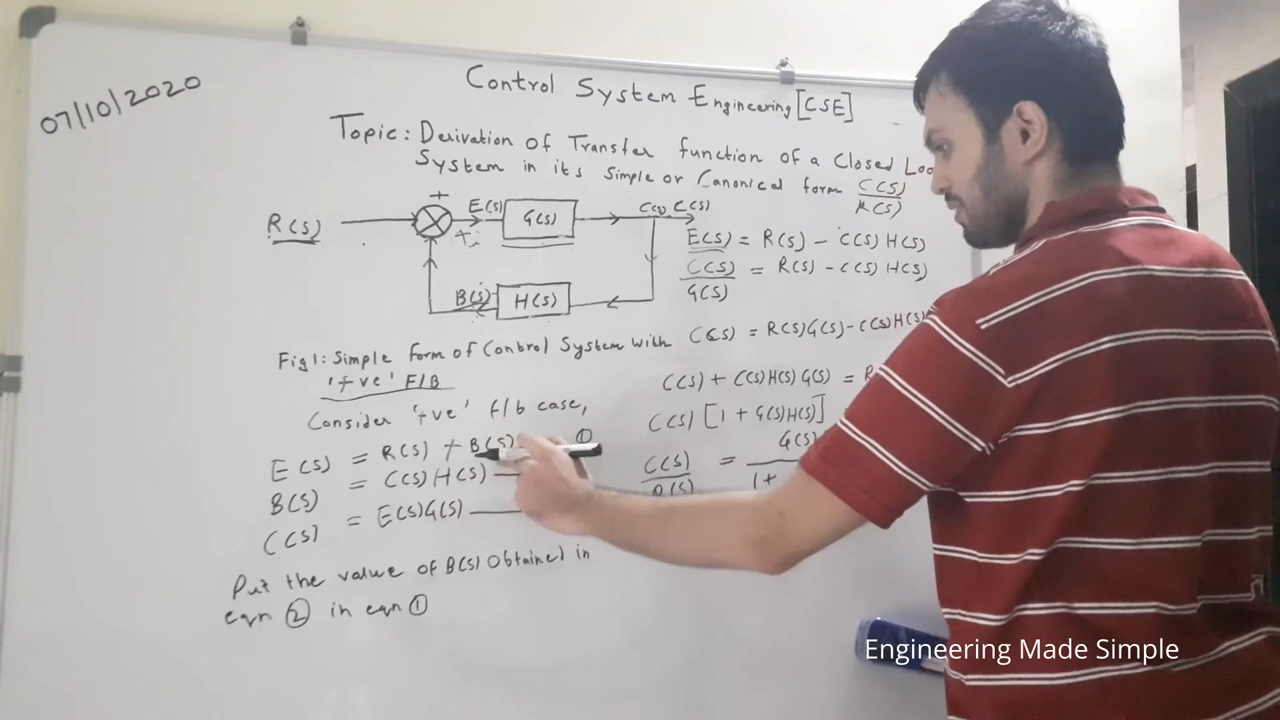 07/10/2020
Control System Engineering [CSE]
Topic: Derivation of Transfer function of a Closed Loo
System in its Simple or Canonical form C(S)/R(S)
R(S)
+
E(S)
G(S)
C(S)
+
B(S)
H(S)
E(S) = R(S) - C(S) H(S)
C(S)/G(S) = R(S) - C(S) H(S)
C(S) = R(S)G(S) - C(S)H(S)
C(S) + C(S)H(S)G(S) =
C(S) [1 + G(S)H(S)]
C(S)/R(S) = G(S)/1+
Fig 1: Simple form of Control System with
'+ve' F/B
Consider '+ve' f/b case,
E(S) = R(S) + B(S) ①
B(S) = C(S) H(S) —
C(S) = E(S)G(S) —
Put the value of B(S) Obtained in
eqn ② in eqn ①
Engineering Made Simple